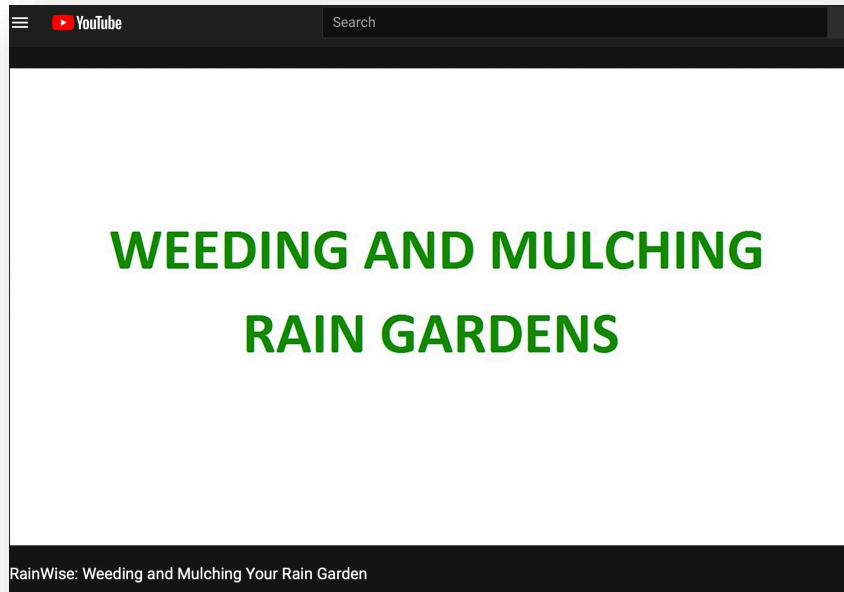 YouTube
Search
WEEDING AND MULCHING
RAIN GARDENS
RainWise: Weeding and Mulching Your Rain Garden